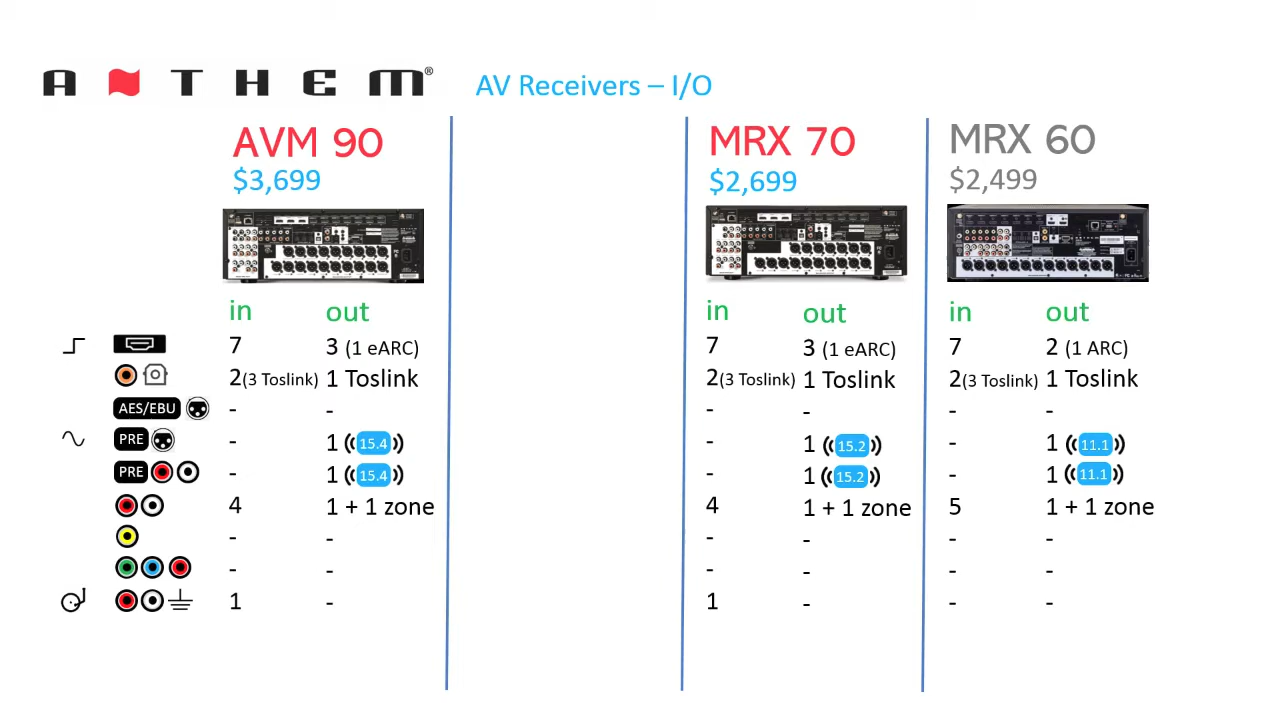 ANTHEM®
AV Receivers – I/O
AVM 90 MRX 70 MRX 60
$3,699 $2,699 $2,499
in out in out in out
7 3 (1 eARC) 7 3 (1 eARC) 7 2 (1 ARC)
2(3 Toslink) 1 Toslink 2(3 Toslink) 1 Toslink 2(3 Toslink) 1 Toslink
AES/EBU - - - - - -
PRE - 1 15.4 - 1 15.2 - 1 11.1
PRE - 1 15.4 - 1 15.2 - 1 11.1
4 1 + 1 zone 4 1 + 1 zone 5 1 + 1 zone
- - - - - -
- - - - - -
1 - 1 - - -